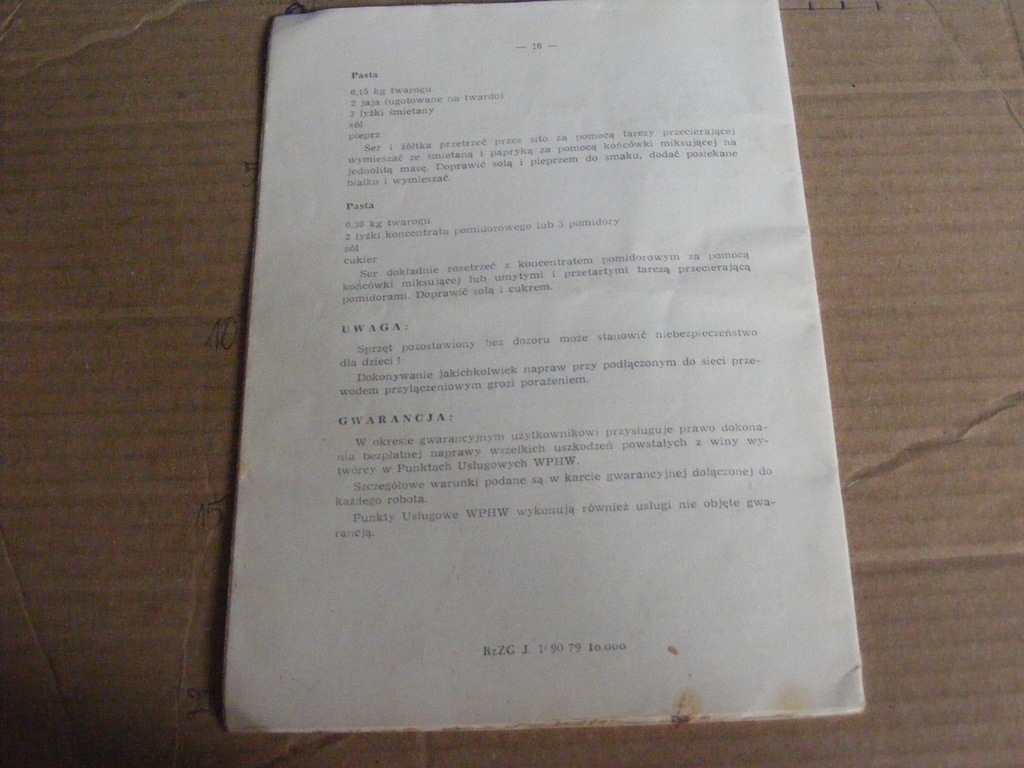 — 16 —
Pasta
0,15 kg twarogu
2 jaja (ugotowane na twardo)
3 łyżki śmietany
sól
pieprz
Ser i żółtka przetrzeć przez sito za pomocą tarczy przecierającej
wymieszać ze śmietaną i papryką za pomocą końcówki miksującej na
jednolitą masę. Doprawić solą i pieprzem do smaku, dodać posiekane
białko i wymieszać.
Pasta
0,30 kg twarogu
2 łyżki koncentratu pomidorowego lub 3 pomidory
sól
cukier
Ser dokładnie rozetrzeć z koncentratem pomidorowym za pomocą
końcówki miksującej lub umytymi i przetartymi tarczą przecierającą
pomidorami. Doprawić solą i cukrem.
UWAGA:
Sprzęt pozostawiony bez dozoru może stanowić niebezpieczeństwo
dla dzieci !
Dokonywanie jakichkolwiek napraw przy podłączonym do sieci prze-
wodem przyłączeniowym grozi porażeniem.
GWARANCJA:
W okresie gwarancyjnym użytkownikowi przysługuje prawo dokona-
nia bezpłatnej naprawy wszelkich uszkodzeń powstałych z winy wy-
twórcy w Punktach Usługowych WPHW.
Szczegółowe warunki podane są w karcie gwarancyjnej dołączonej do
każdego robota.
Punkty Usługowe WPHW wykonują również usługi nie objęte gwa-
rancją.
RzZG J. 90 79 10.000
5
10
15